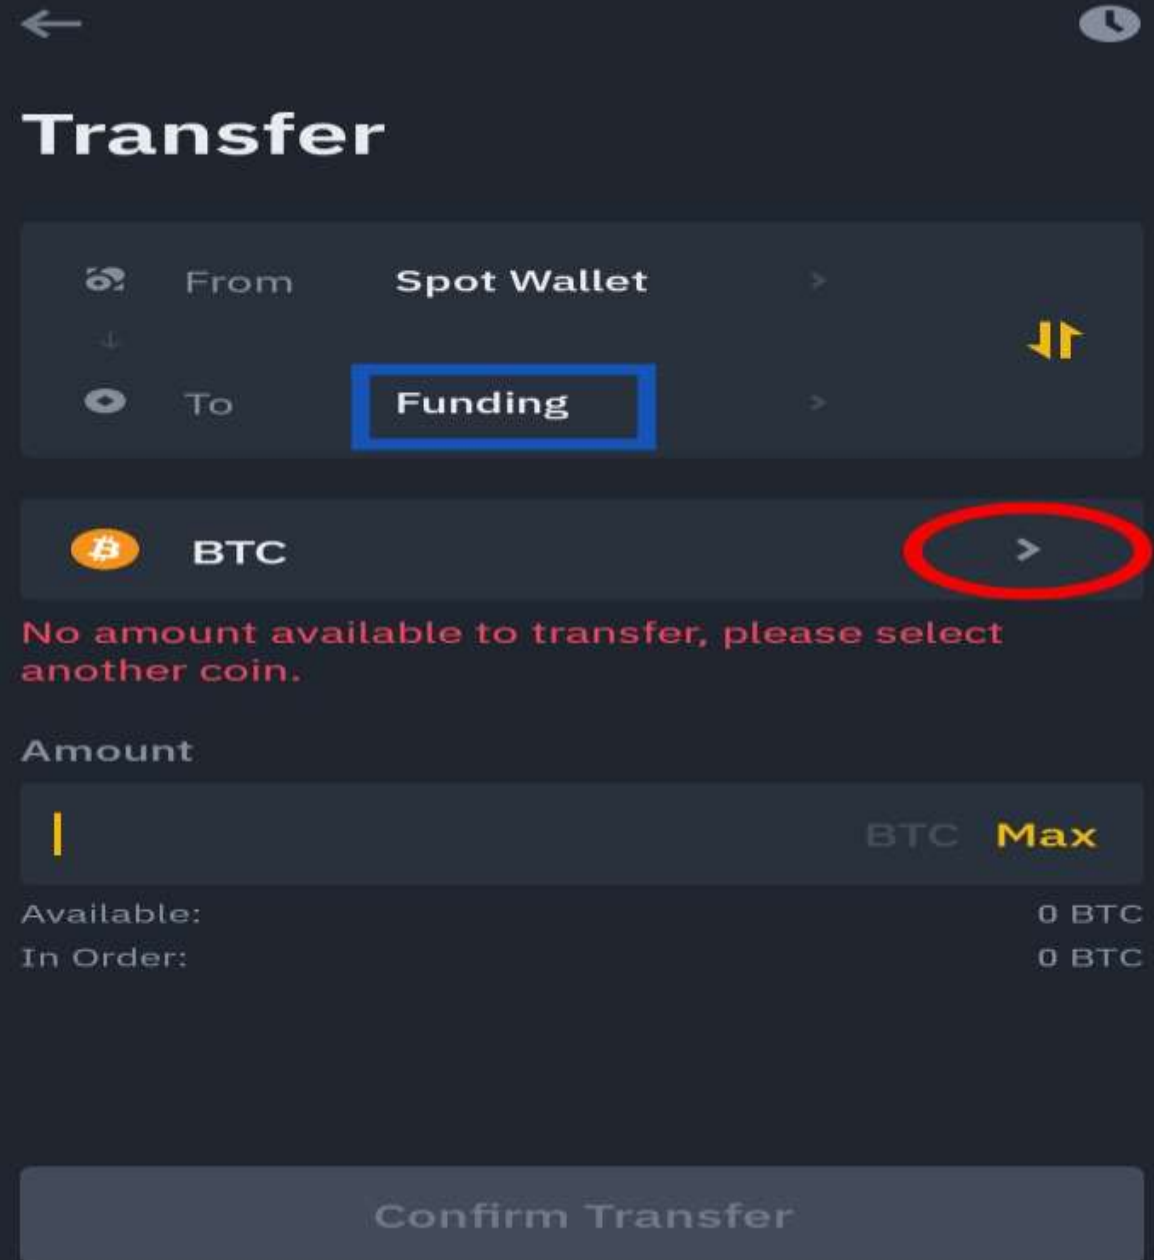 Transfer
From Spot Wallet
To Funding
BTC
No amount available to transfer, please select
another coin.
Amount
BTC Max
Available: 0 BTC
In Order: 0 BTC
Confirm Transfer